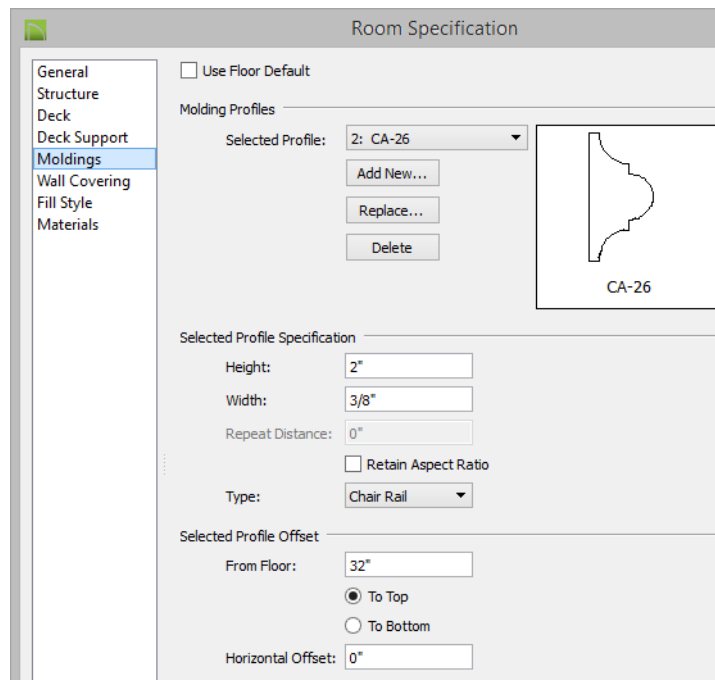 Room Specification
General
Structure
Deck
Deck Support
Moldings
Wall Covering
Fill Style
Materials
Use Floor Default
Molding Profiles
Selected Profile: 2: CA-26
Add New...
Replace...
Delete
CA-26
Selected Profile Specification
Height: 2"
Width: 3/8"
Repeat Distance: 0"
Retain Aspect Ratio
Type: Chair Rail
Selected Profile Offset
From Floor: 32"
To Top
To Bottom
Horizontal Offset: 0"